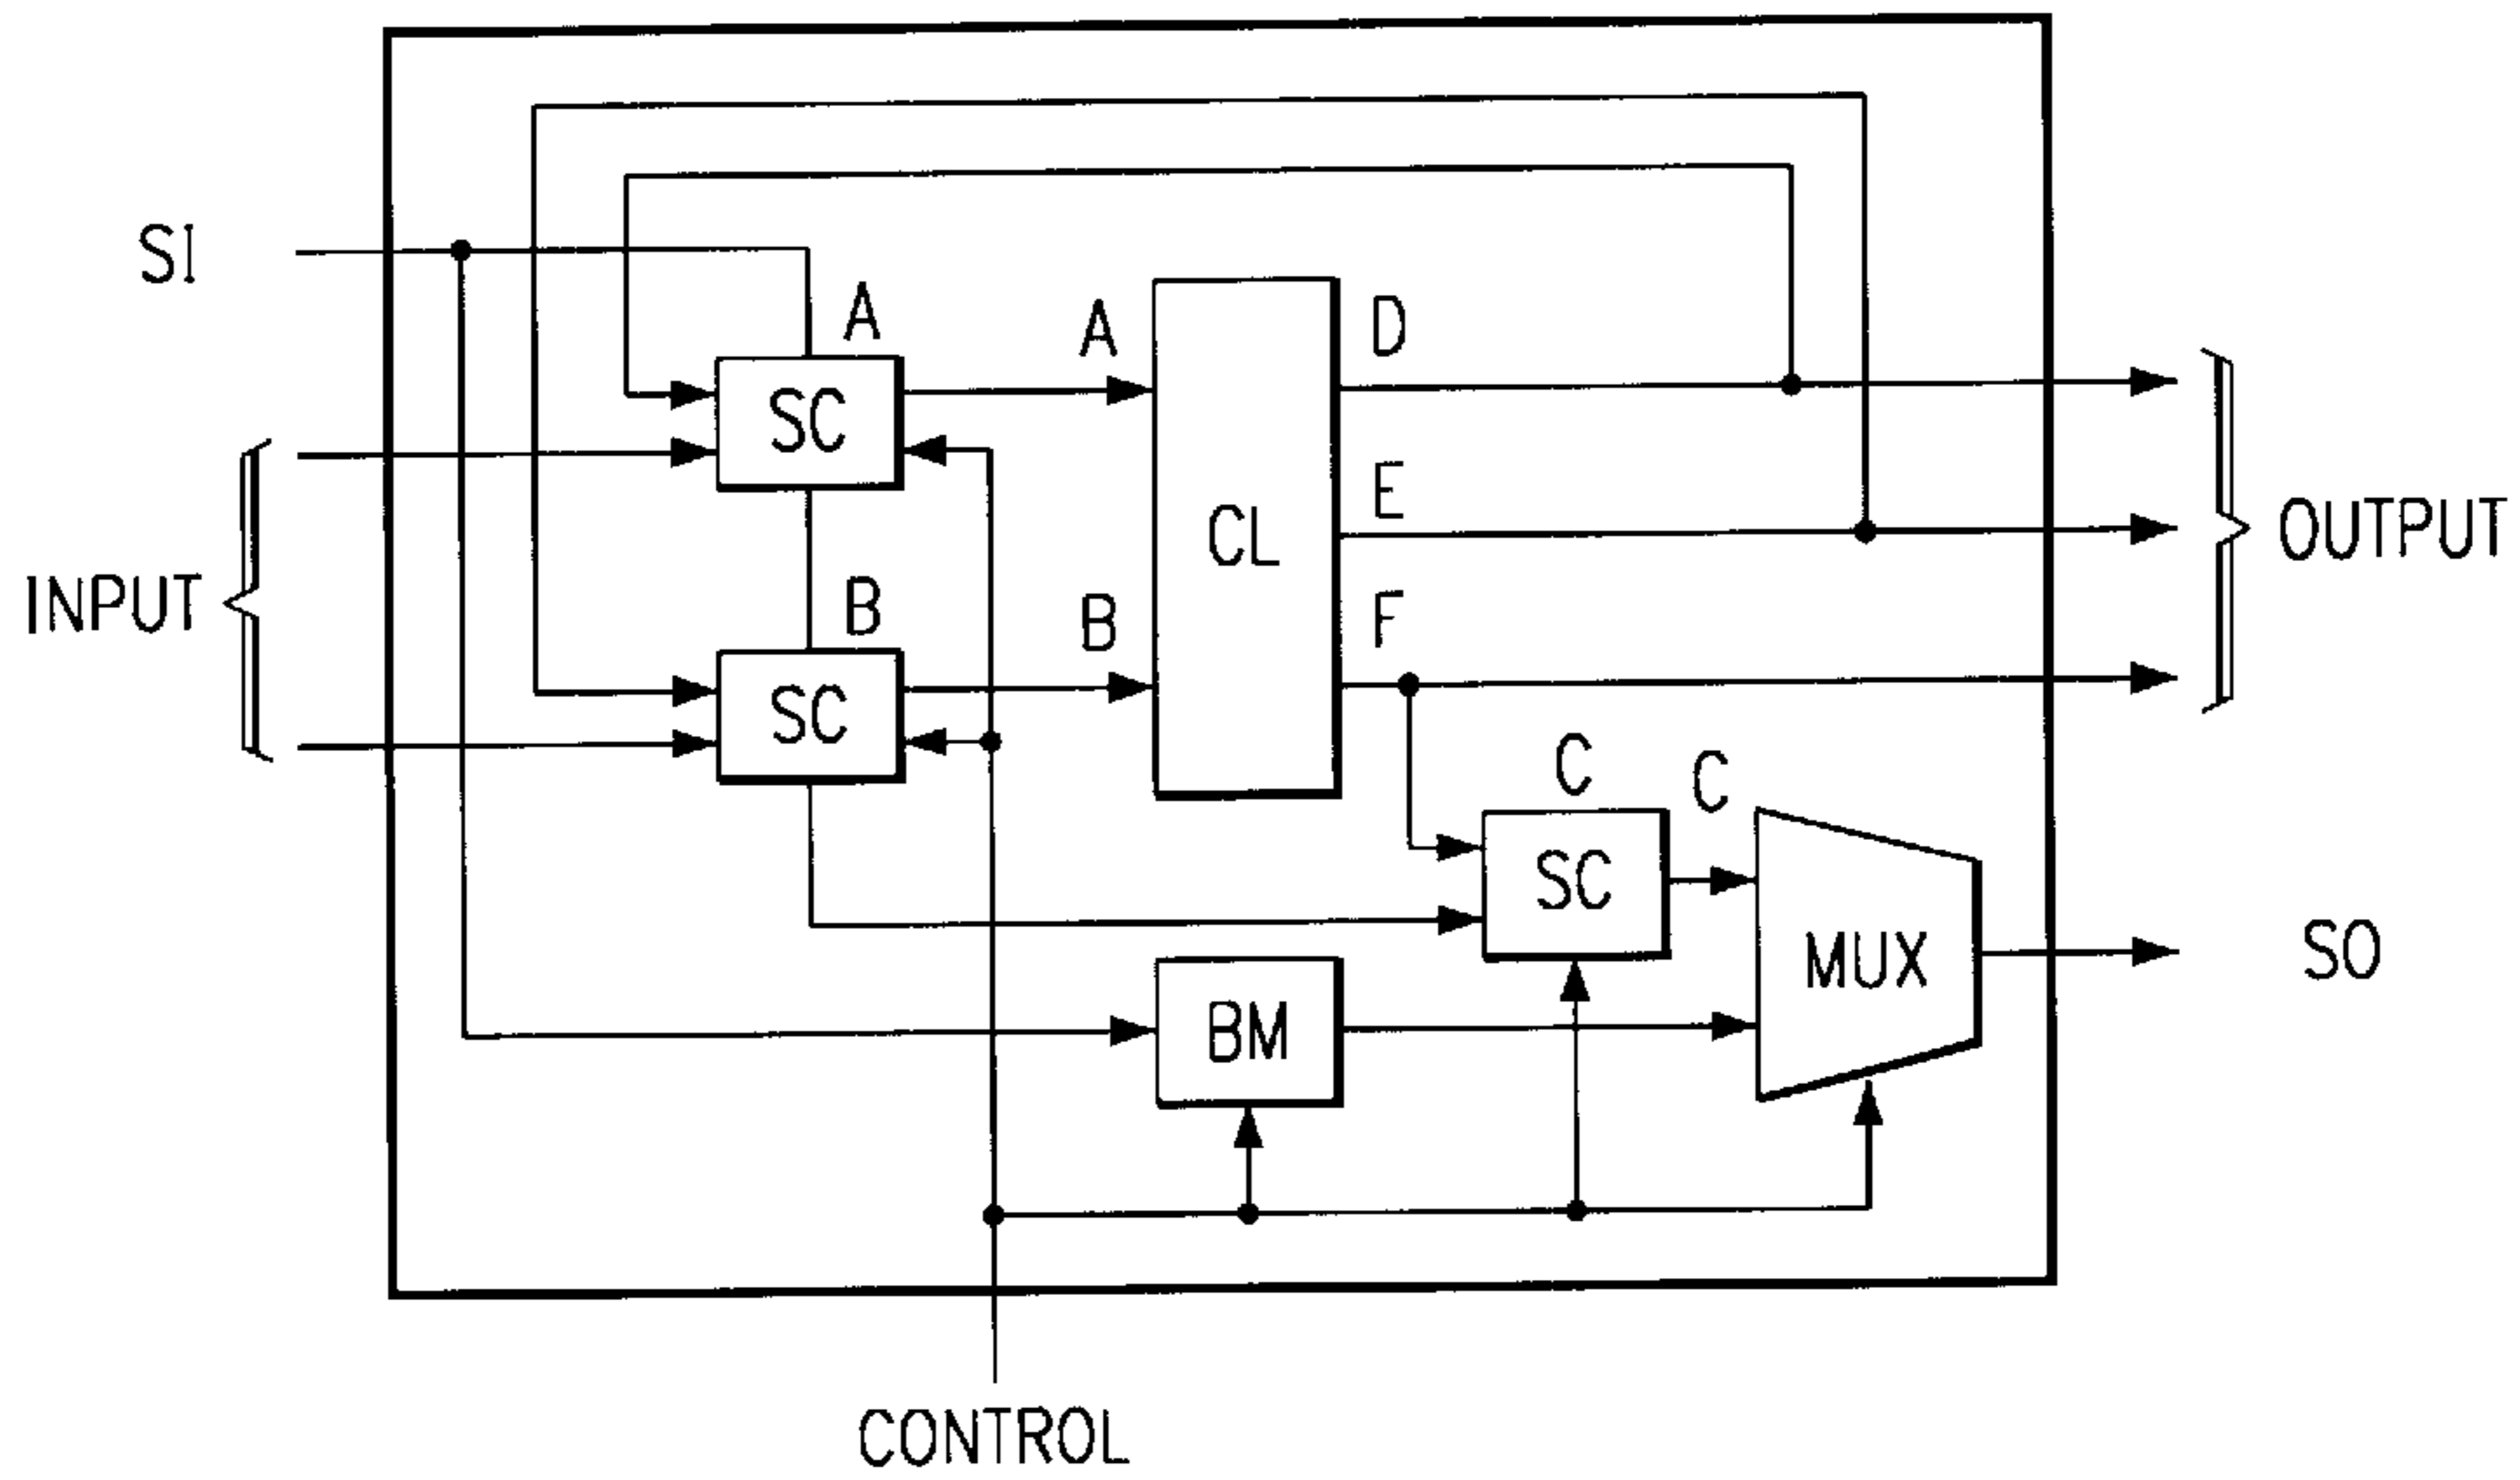 SI
A
A
D
SC
E
CL
INPUT
OUTPUT
B
B
F
SC
C
C
SC
MUX
SO
BM
CONTROL